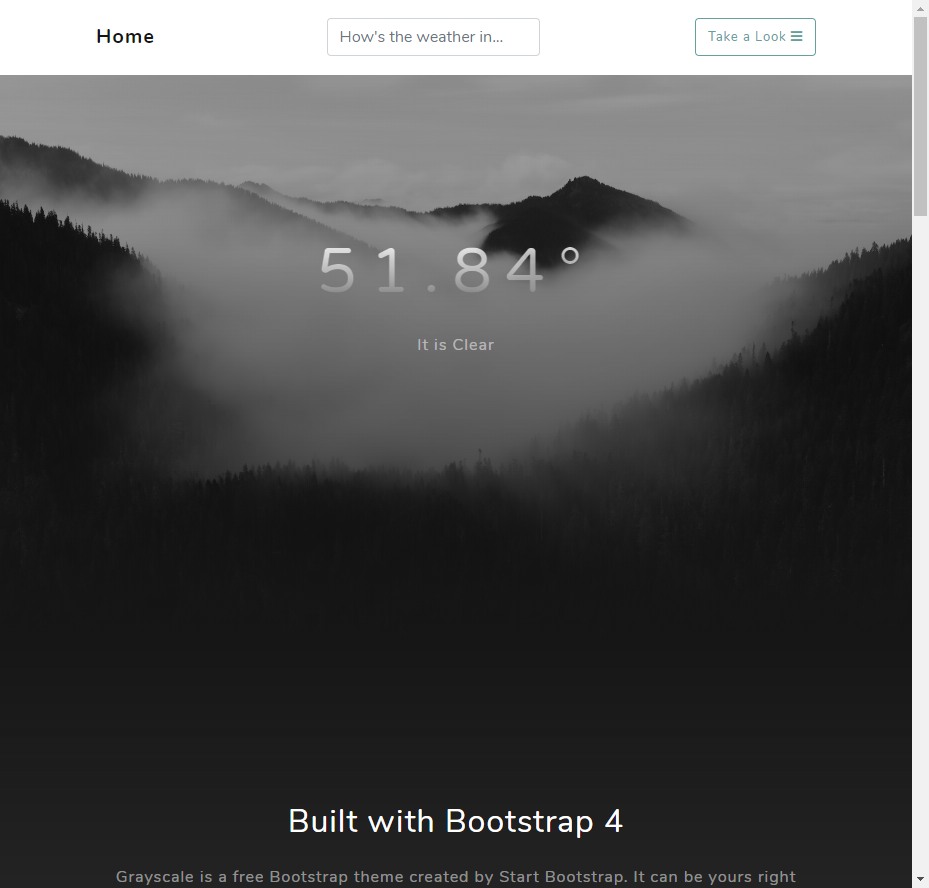 Home
How's the weather in...
Take a Look
51.84°
It is Clear
Built with Bootstrap 4
Grayscale is a free Bootstrap theme created by Start Bootstrap. It can be yours right